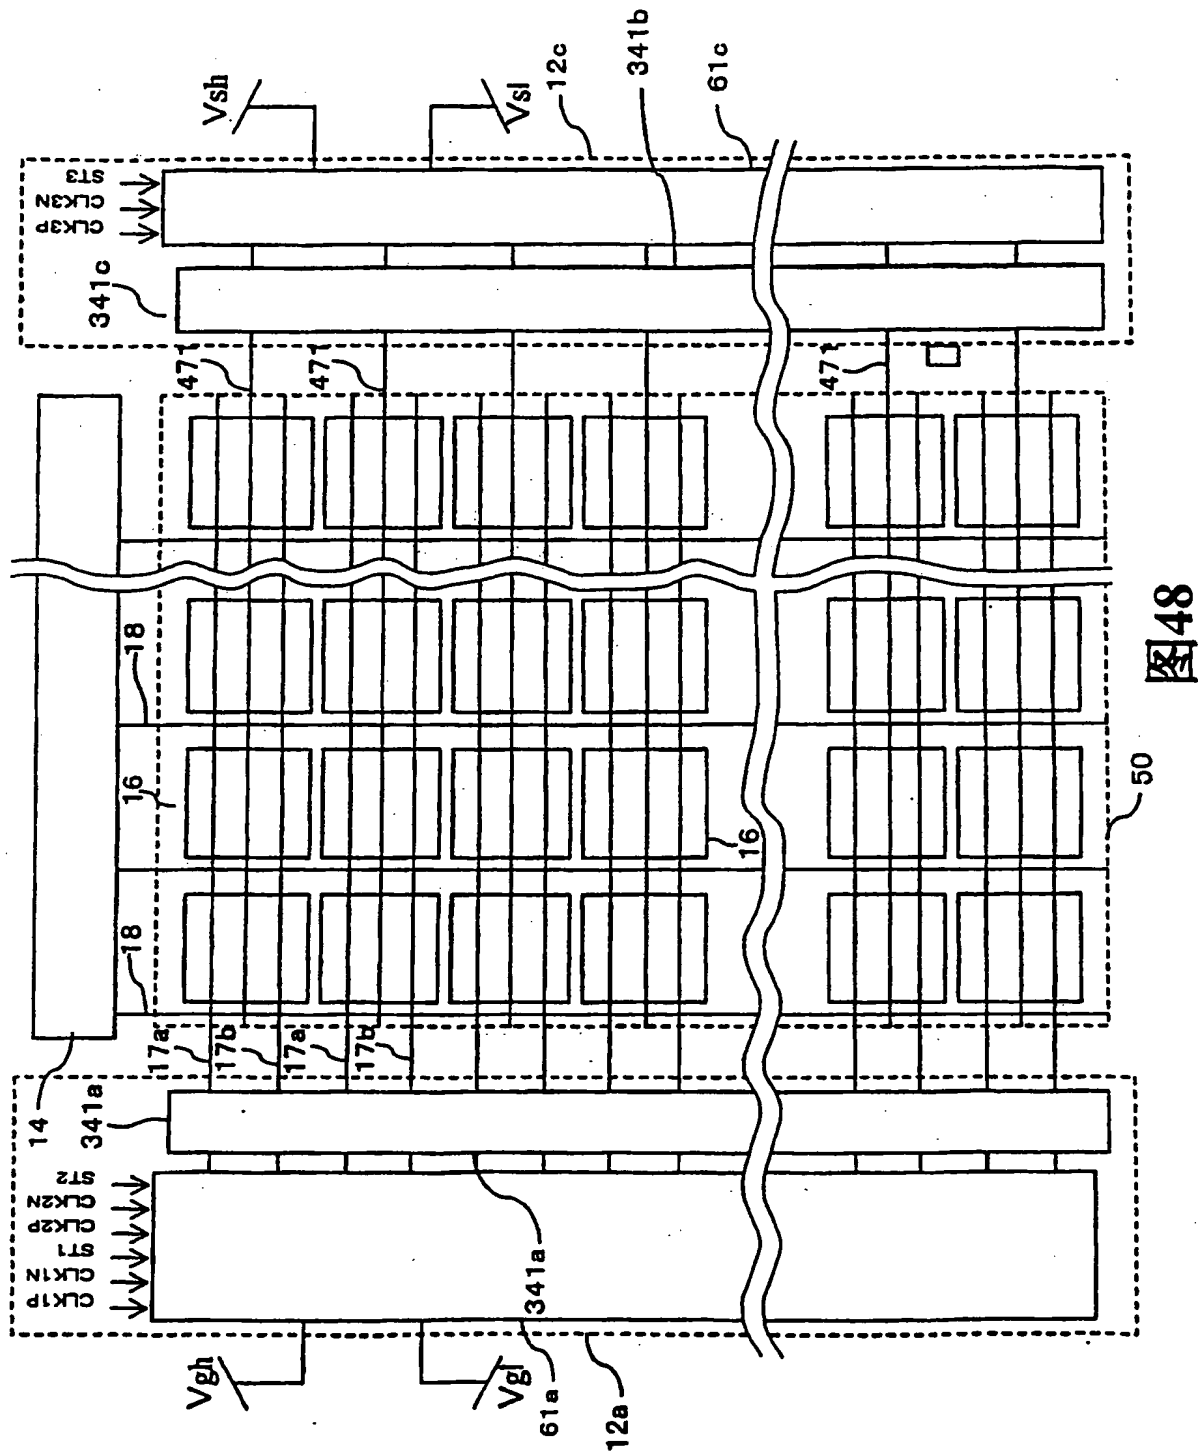 Vsh
Vsl
12c
341b
61c
ST3
CLK3N
CLK3P
341c
471
471
471
18
16
16
18
50
17a
17b
17a
17b
14
341a
ST2
CLK2N
CLK2P
ST1
CLK1N
CLK1P
341a
Vgh
Vgl
61a
12a
图48